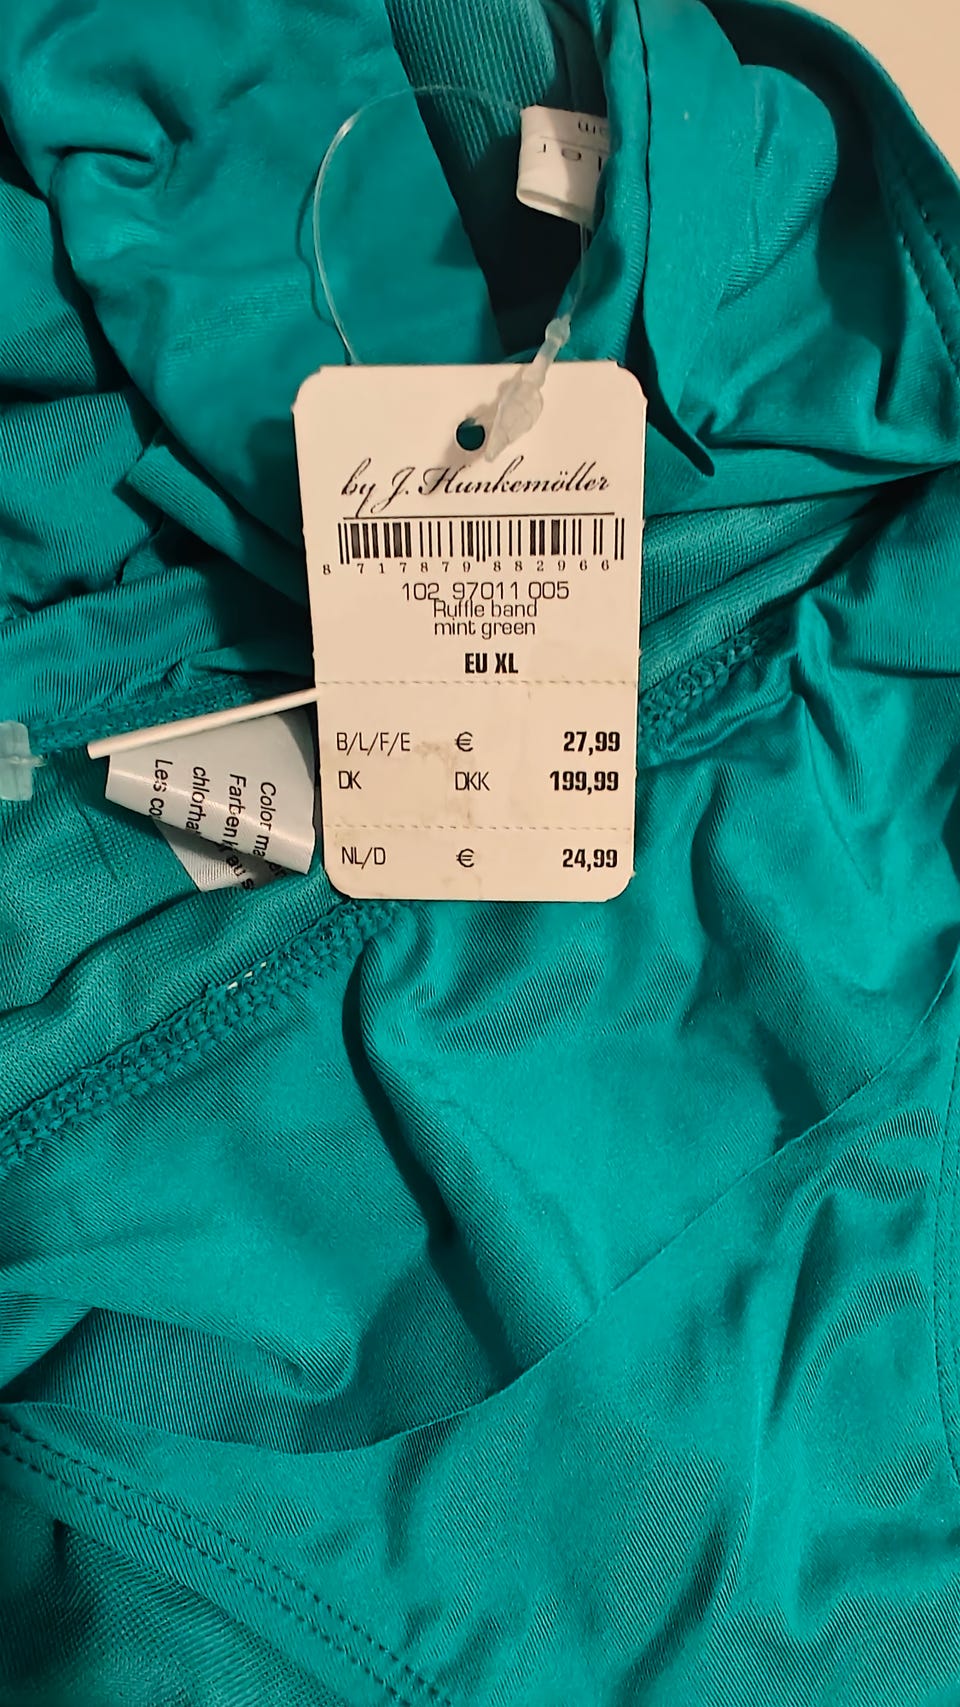 by J. Hunkemöller
8 717879 882966
102 97011 005
Ruffle band
mint green
EU XL
B/L/F/E € 27,99
DK DKK 199,99
NL/D € 24,99
Color ma
Farben k
chlorha
Les co